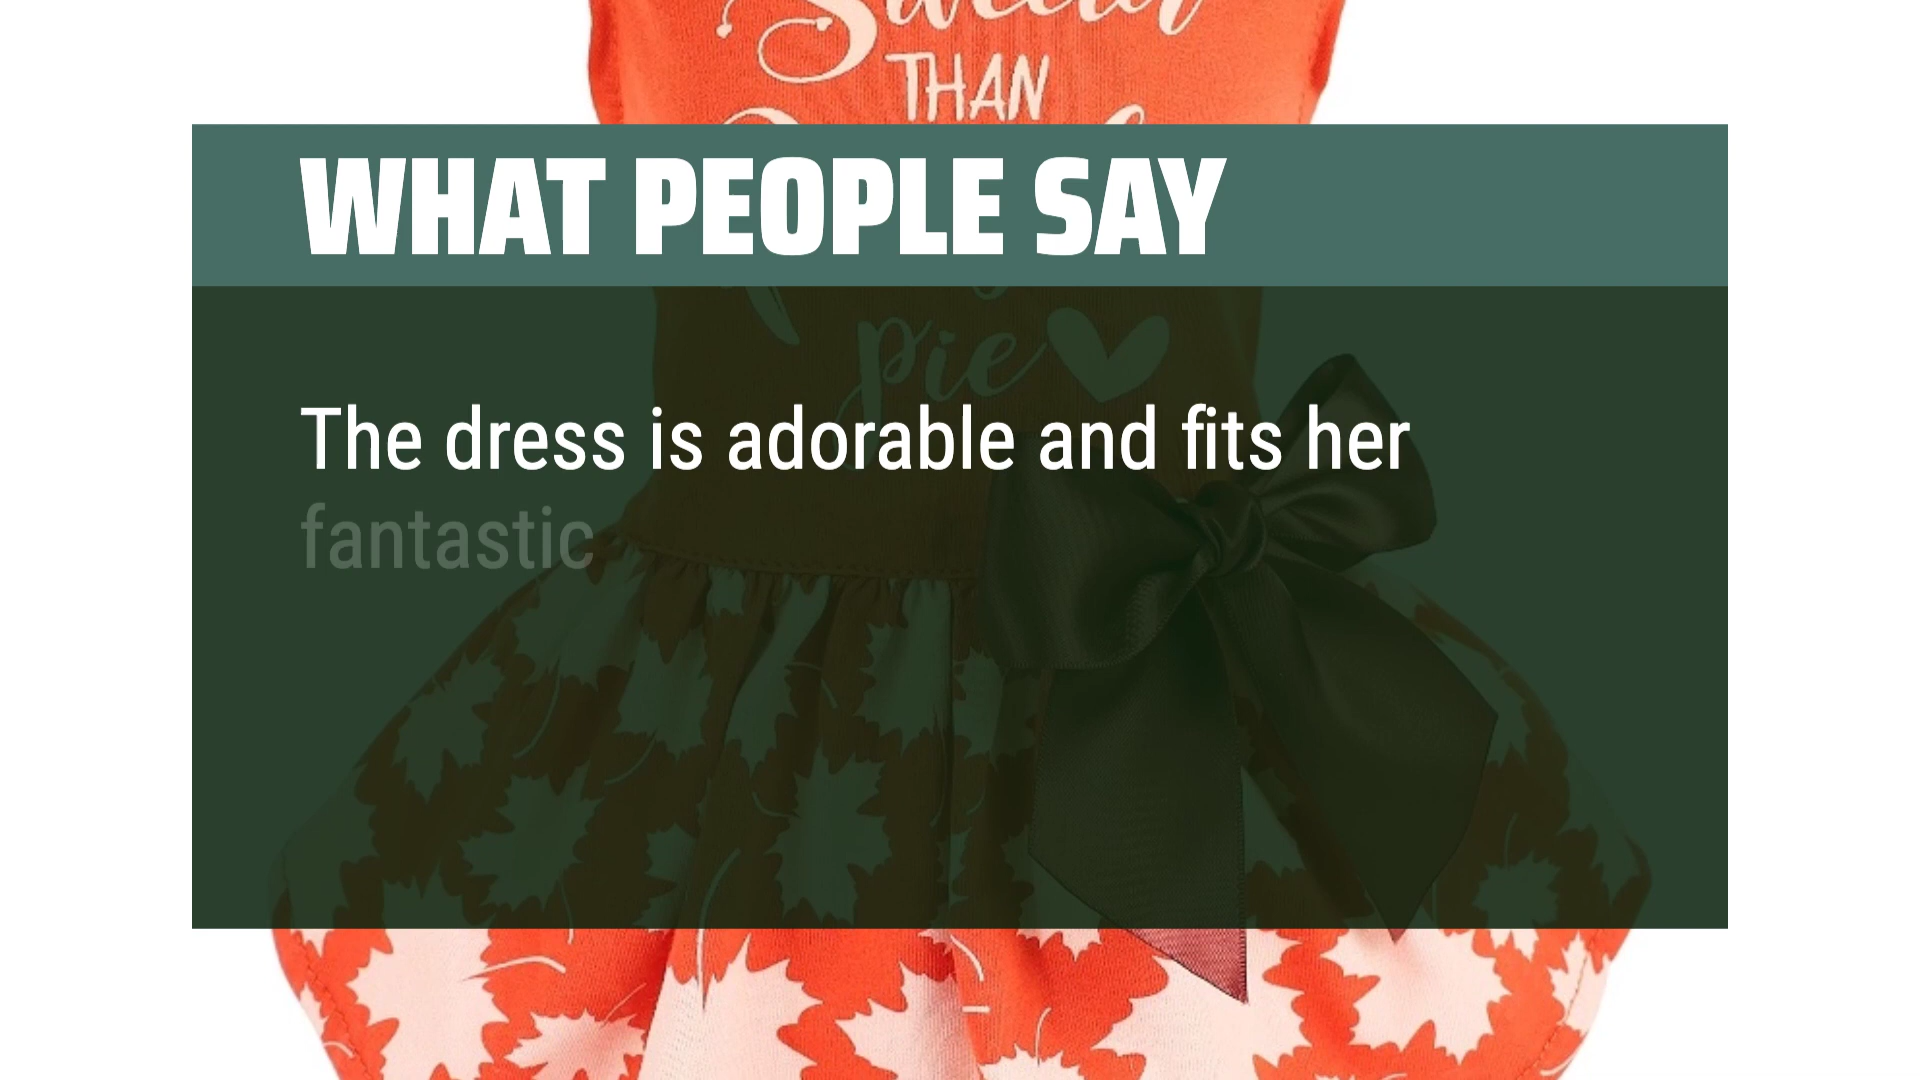 THAN
WHAT PEOPLE SAY
pie
The dress is adorable and fits her
fantastic